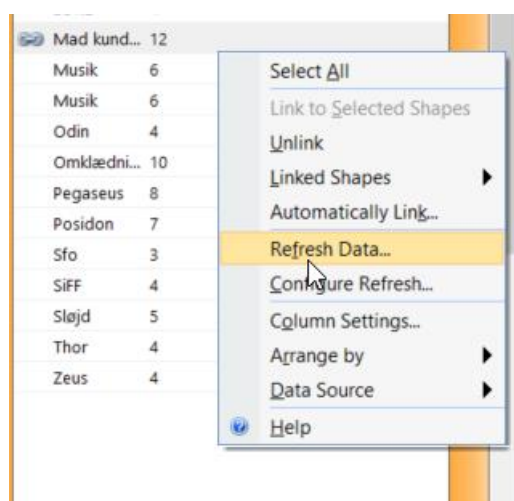 Mad kund... 12
Musik 6
Musik 6
Odin 4
Omklædni... 10
Pegaseus 8
Posidon 7
Sfo 3
SiFF 4
Sløjd 5
Thor 4
Zeus 4
Select All
Link to Selected Shapes
Unlink
Linked Shapes
Automatically Link...
Refresh Data...
Configure Refresh...
Column Settings...
Arrange by
Data Source
Help